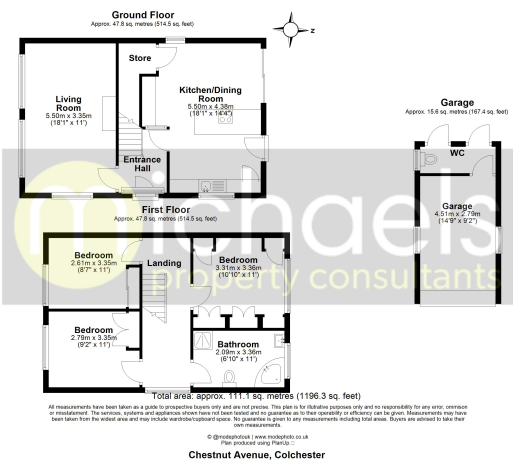 Ground Floor
Approx. 47.8 sq. metres (514.5 sq. feet)
Z
Store
Living
Room
5.50m x 3.35m
(18'1" x 11')
Kitchen/Dining
Room
5.50m x 4.38m
(18'1" x 14'4")
Entrance
Hall
Garage
Approx. 15.6 sq. metres (167.4 sq. feet)
WC
Garage
4.51m x 2.79m
(14'9" x 9'2")
michaels
property consultants
First Floor
Approx. 47.8 sq. metres (514.5 sq. feet)
Bedroom
2.61m x 3.35m
(8'7" x 11')
Landing
Bedroom
3.31m x 3.36m
(10'10" x 11')
Bedroom
2.79m x 3.35m
(9'2" x 11')
Bathroom
2.09m x 3.36m
(6'10" x 11')
Total area: approx. 111.1 sq. metres (1196.3 sq. feet)
All measurements have been taken as a guide to prospective buyers only and are not precise. This plan is for illustrative purposes only and no responsibility for any error, omission
or misstatement. The services, systems and appliances shown have not been tested and no guarantee as to their operability or efficiency can be given. Measurements may have
been taken from the widest area and may include wardrobe/cupboard space. No guarantee is given to any measurements including total areas. Buyers are advised to take their
own measurements.
© @modephotouk | www.modephoto.co.uk
Plan produced using PlanUp.
Chestnut Avenue, Colchester